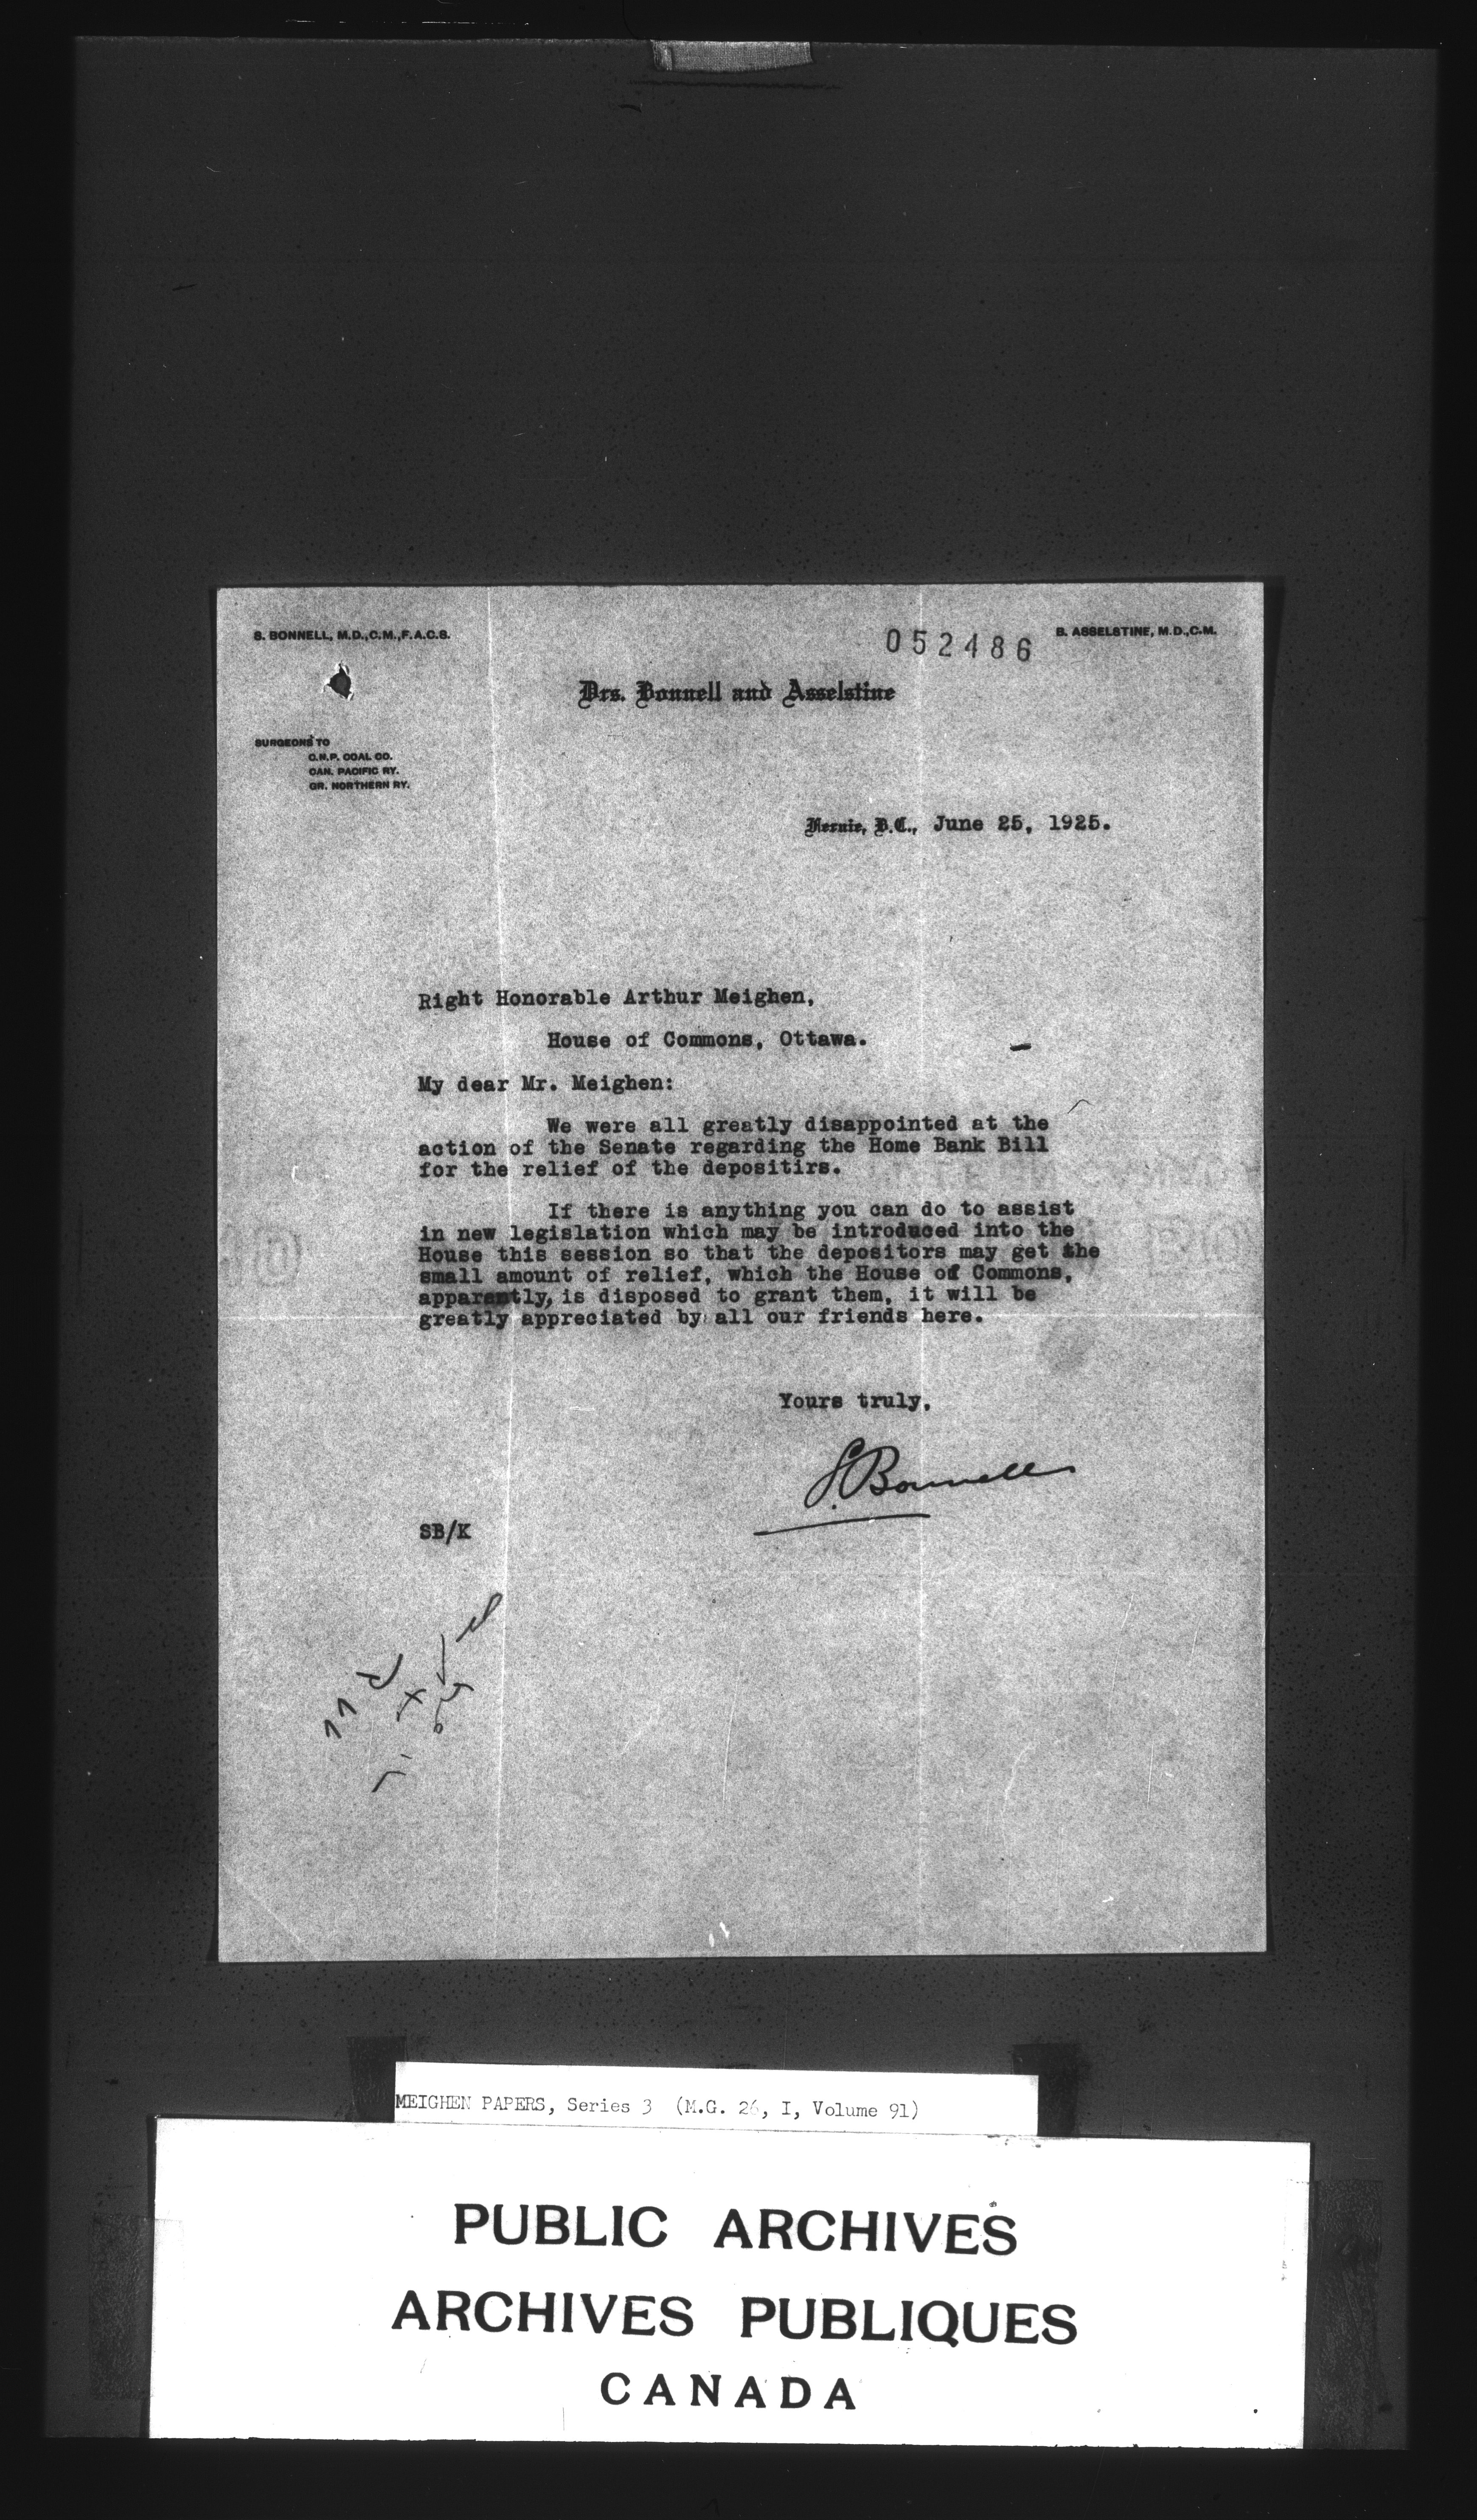 S. BONNELL, M.D.,C.M.,F.A.C.S.
052486
B. ASSELSTINE, M.D.,C.M.
Drs. Bonnell and Asselstine
SURGEONS TO
C.N.P. COAL CO.
CAN. PACIFIC RY.
GR. NORTHERN RY.
Fernie, B.C., June 25, 1925.
Right Honorable Arthur Meighen,
House of Commons, Ottawa.
My dear Mr. Meighen:
We were all greatly disappointed at the
action of the Senate regarding the Home Bank Bill
for the relief of the depositirs.
If there is anything you can do to assist
in new legislation which may be introduced into the
House this session so that the depositors may get the
small amount of relief, which the House of Commons,
apparently, is disposed to grant them, it will be
greatly appreciated by all our friends here.
Yours truly,
S. Bonnell
SB/K
MEIGHEN PAPERS, Series 3 (M.G. 26, I, Volume 91)
PUBLIC ARCHIVES
ARCHIVES PUBLIQUES
CANADA